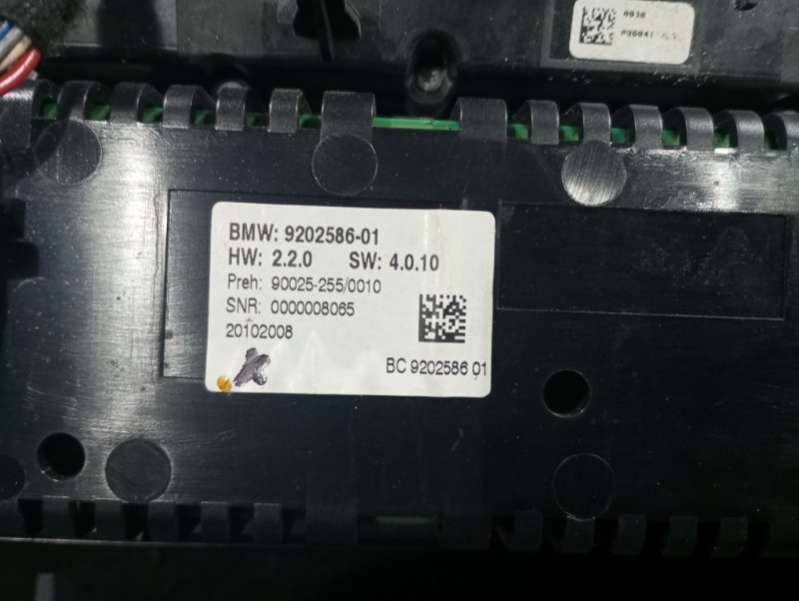 A030
BMW: 9202586-01
HW: 2.2.0 SW: 4.0.10
Preh: 90025-255/0010
SNR: 0000008065
20102008
BC 9202586 01